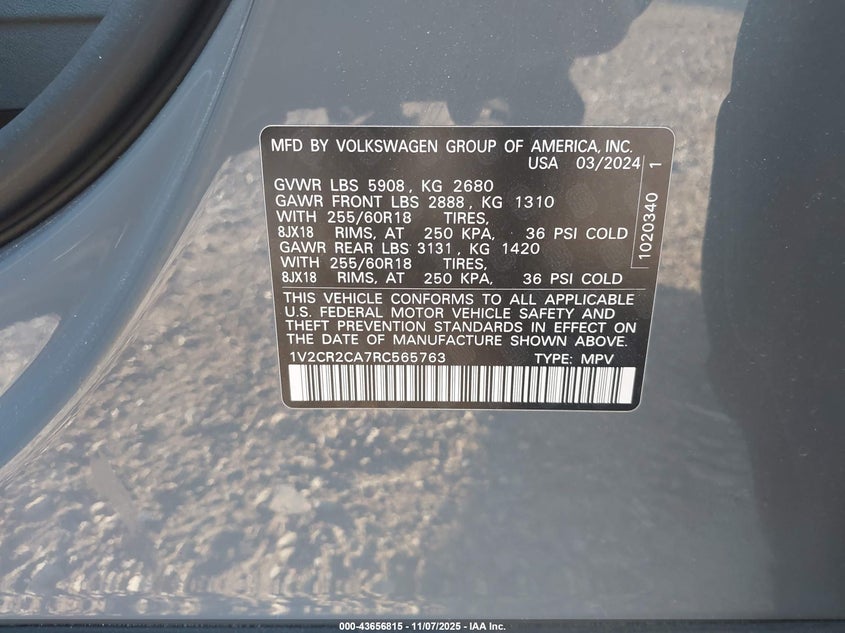 MFD BY VOLKSWAGEN GROUP OF AMERICA, INC.
USA 03/2024
GVWR LBS 5908, KG 2680
GAWR FRONT LBS 2888, KG 1310
WITH 255/60R18 TIRES,
8JX18 RIMS, AT 250 KPA, 36 PSI COLD
GAWR REAR LBS 3131, KG 1420
WITH 255/60R18 TIRES,
8JX18 RIMS, AT 250 KPA, 36 PSI COLD
THIS VEHICLE CONFORMS TO ALL APPLICABLE
U.S. FEDERAL MOTOR VEHICLE SAFETY AND
THEFT PREVENTION STANDARDS IN EFFECT ON
THE DATE OF MANUFACTURE SHOWN ABOVE.
1V2CR2CA7RC565763 TYPE: MPV
1020340 1
000-43656815 - 11/07/2025 - IAA Inc.